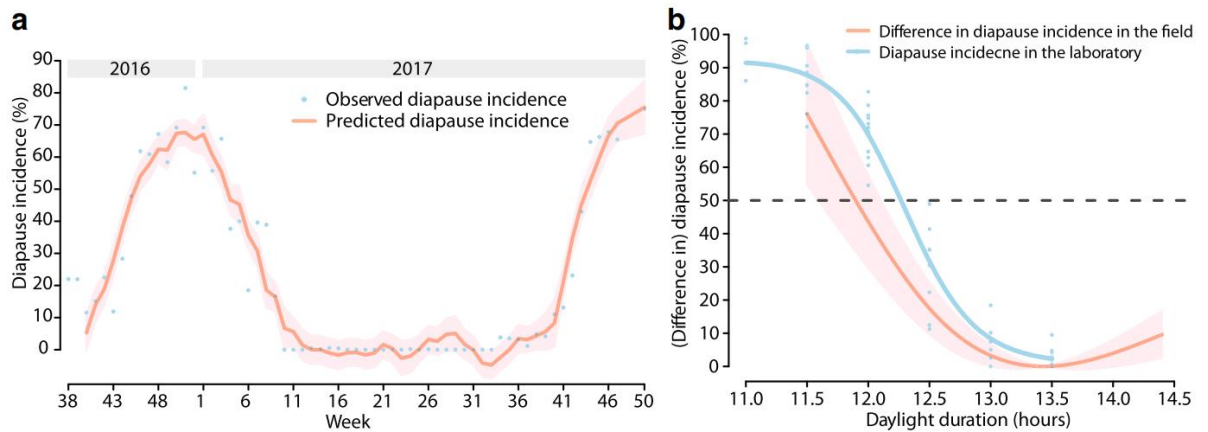 a
2016
2017
Observed diapause incidence
Predicted diapause incidence
Diapause incidence (%)
90
80
70
60
50
40
30
20
10
0
38 43 48 1 6 11 16 21 26 31 36 41 46 50
Week
b
Difference in diapause incidence in the field
Diapause incidecne in the laboratory
(Difference in) diapause incidence (%)
100
90
80
70
60
50
40
30
20
10
0
11.0 11.5 12.0 12.5 13.0 13.5 14.0 14.5
Daylight duration (hours)